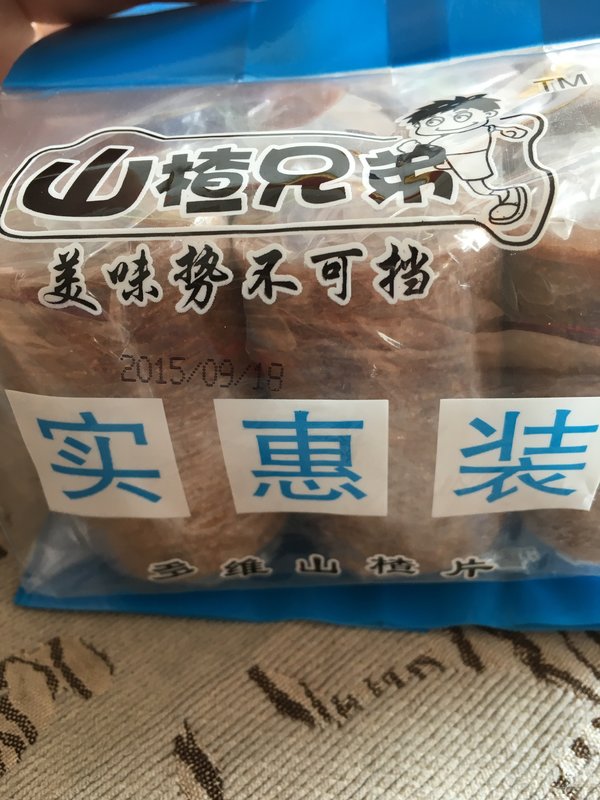 TM
山楂兄弟
美味势不可挡
2015/09/18
实惠装
多维山楂片